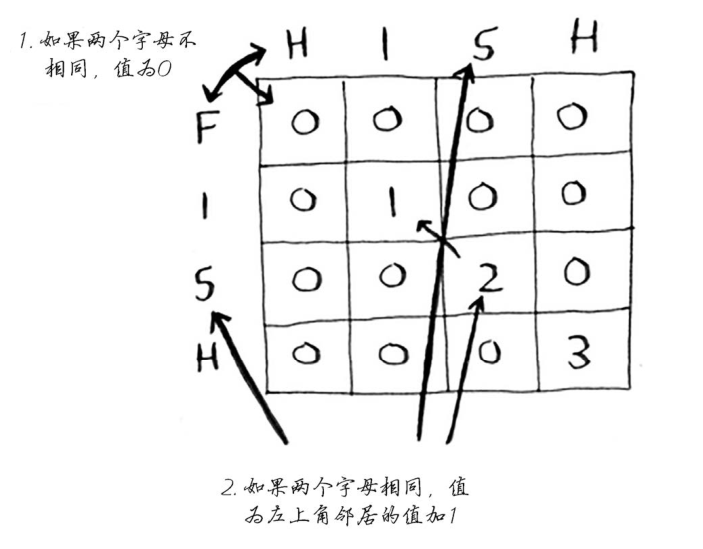 1. 如果两个字母不
相同，值为0
H I S H
F 0 0 0 0
I 0 1 0 0
S 0 0 2 0
H 0 0 0 3
2. 如果两个字母相同，值
为左上角邻居的值加1